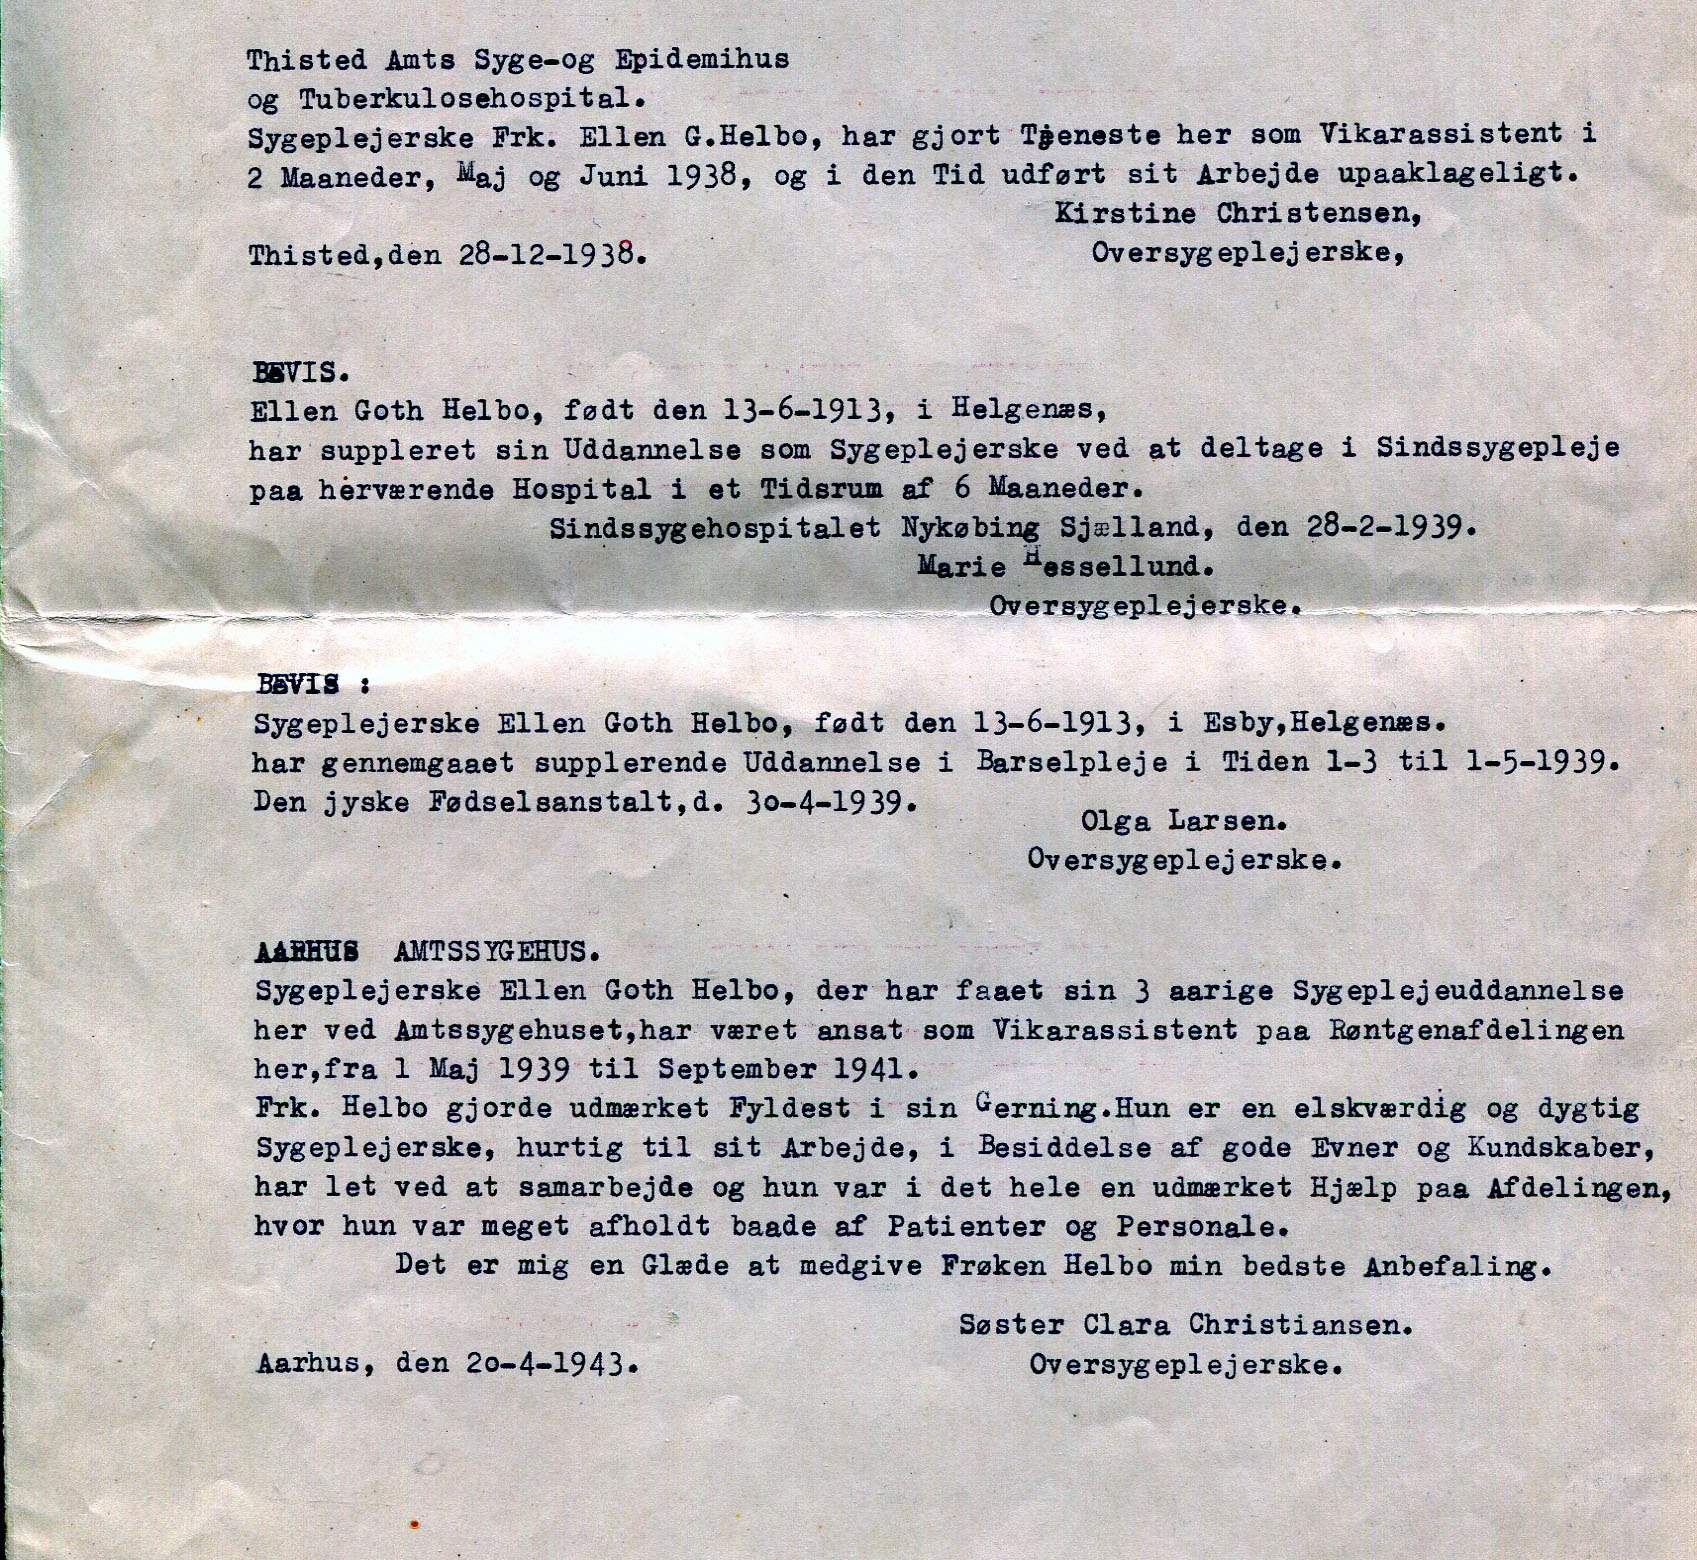 Thisted Amts Syge-og Epidemihus
og Tuberkulosehospital.
Sygeplejerske Frk. Ellen G.Helbo, har gjort Tjeneste her som Vikarassistent i
2 Maaneder, Maj og Juni 1938, og i den Tid udført sit Arbejde upaaklageligt.
Kirstine Christensen,
Thisted,den 28-12-1938. Oversygeplejerske,
BEVIS.
Ellen Goth Helbo, født den 13-6-1913, i Helgenæs,
har suppleret sin Uddannelse som Sygeplejerske ved at deltage i Sindssygepleje
paa herværende Hospital i et Tidsrum af 6 Maaneder.
Sindssygehospitalet Nykøbing Sjælland, den 28-2-1939.
Marie Hessellund.
Oversygeplejerske.
BEVIS :
Sygeplejerske Ellen Goth Helbo, født den 13-6-1913, i Esby,Helgenæs.
har gennemgaaet supplerende Uddannelse i Barselpleje i Tiden 1-3 til 1-5-1939.
Den jyske Fødselsanstalt,d. 3o-4-1939.
Olga Larsen.
Oversygeplejerske.
AARHUS AMTSSYGEHUS.
Sygeplejerske Ellen Goth Helbo, der har faaet sin 3 aarige Sygeplejeuddannelse
her ved Amtssygehuset,har været ansat som Vikarassistent paa Røntgenafdelingen
her,fra 1 Maj 1939 til September 1941.
Frk. Helbo gjorde udmærket Fyldest i sin Gerning.Hun er en elskværdig og dygtig
Sygeplejerske, hurtig til sit Arbejde, i Besiddelse af gode Evner og Kundskaber,
har let ved at samarbejde og hun var i det hele en udmærket Hjælp paa Afdelingen,
hvor hun var meget afholdt baade af Patienter og Personale.
Det er mig en Glæde at medgive Frøken Helbo min bedste Anbefaling.
Søster Clara Christiansen.
Aarhus, den 2o-4-1943. Oversygeplejerske.